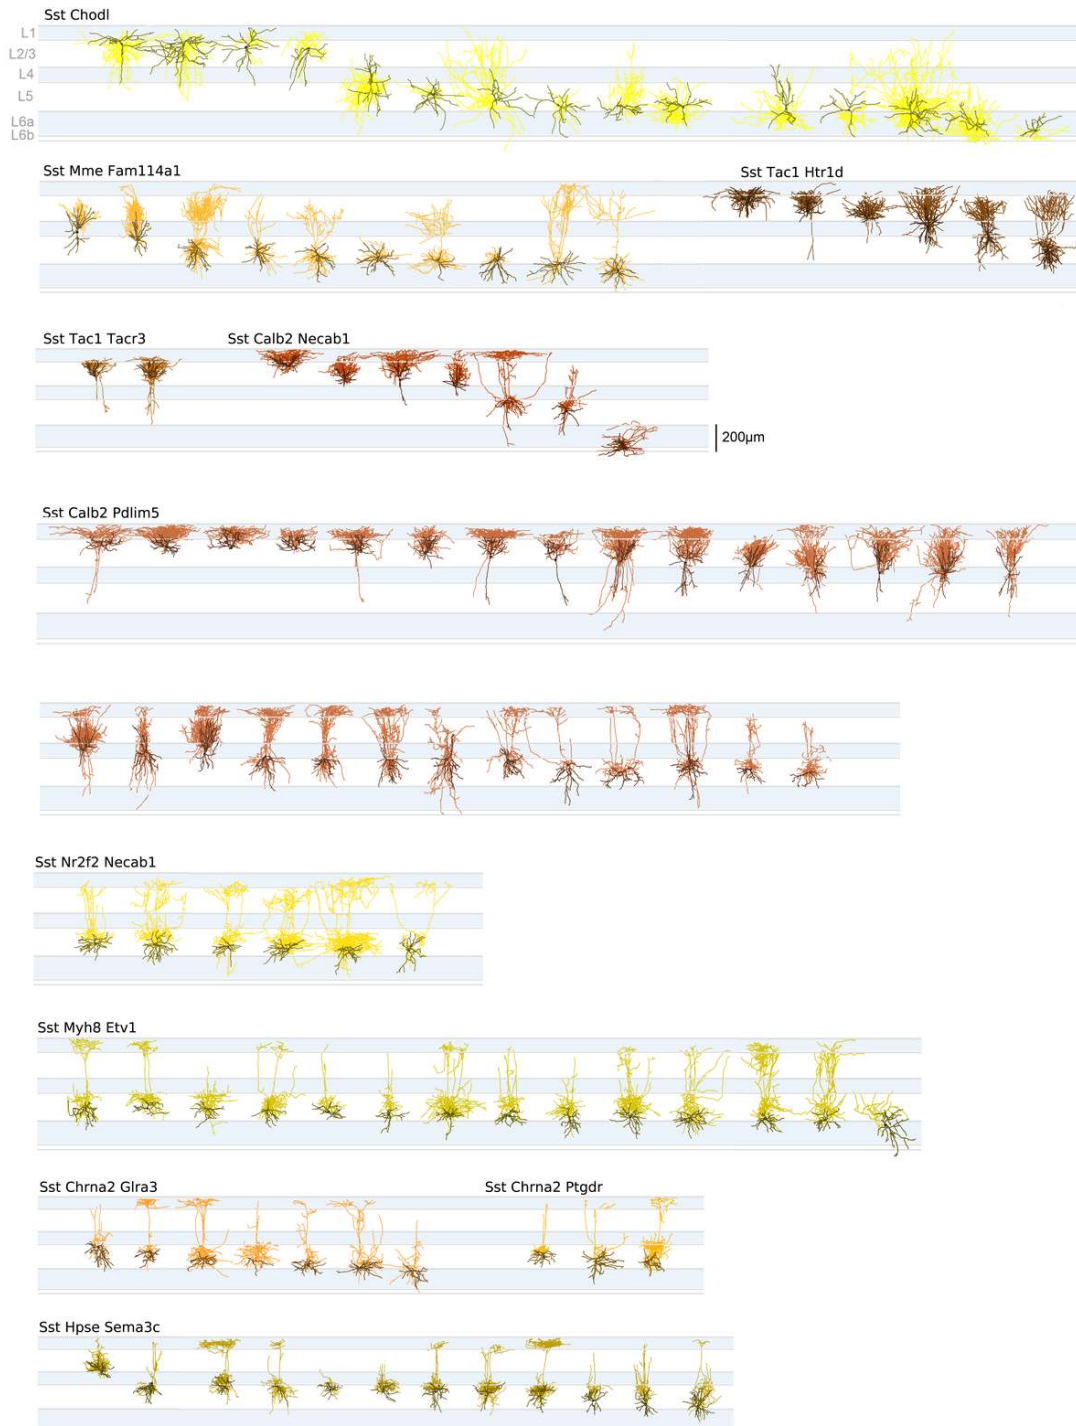 Sst Chodl
L1
L2/3
L4
L5
L6a
L6b
Sst Mme Fam114a1
Sst Tac1 Htr1d
Sst Tac1 Tacr3
Sst Calb2 Necab1
200μm
Sst Calb2 Pdlim5
Sst Nr2f2 Necab1
Sst Myh8 Etv1
Sst Chrna2 Glra3
Sst Chrna2 Ptgdr
Sst Hpse Sema3c